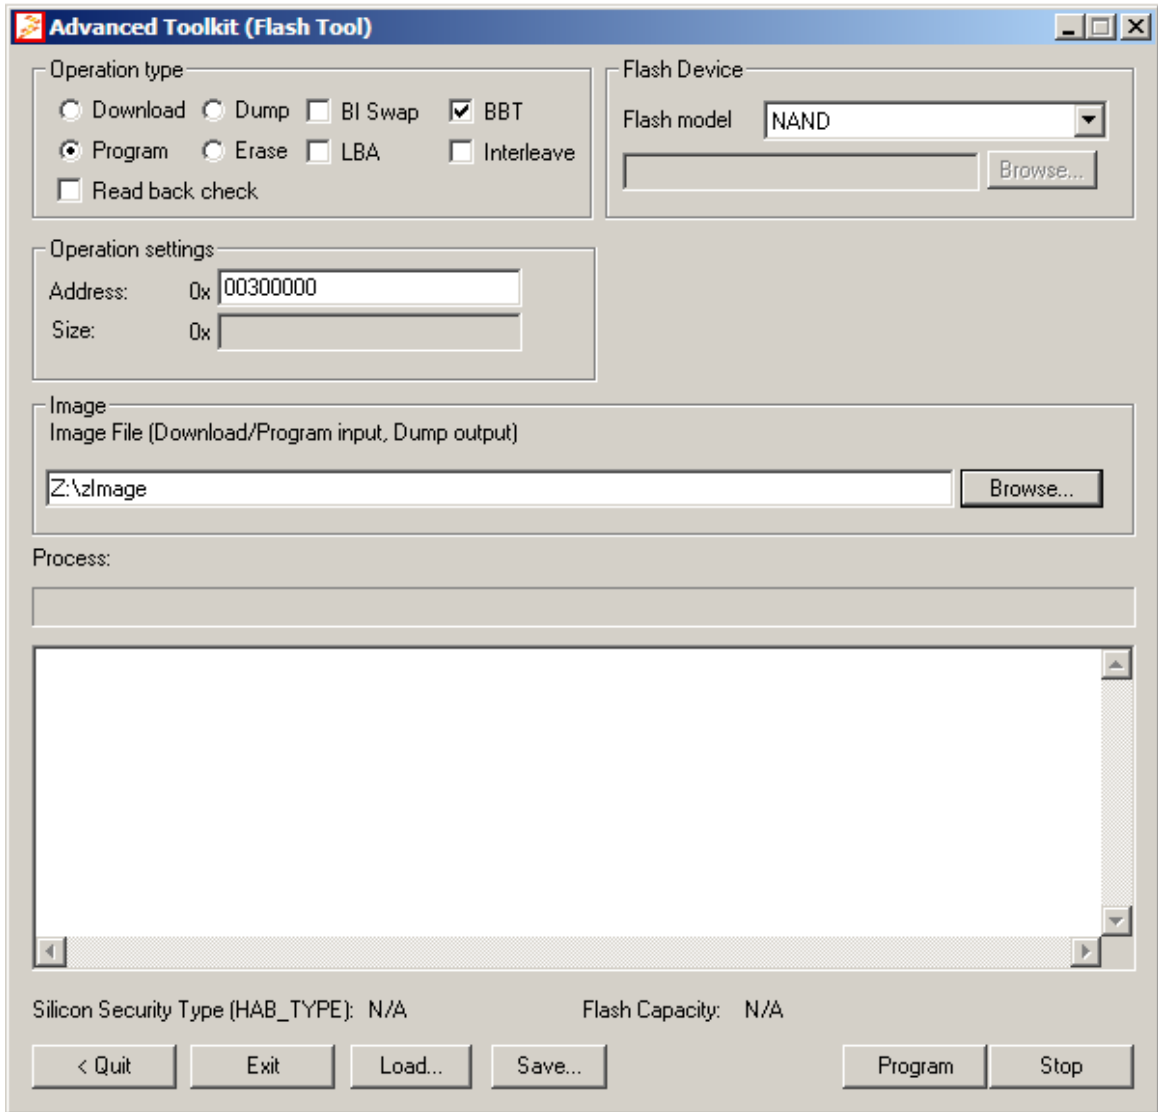 Advanced Toolkit (Flash Tool)
Operation type
Download Dump BI Swap BBT
Program Erase LBA Interleave
Read back check
Flash Device
Flash model NAND
Browse...
Operation settings
Address: 0x 00300000
Size: 0x
Image
Image File (Download/Program input, Dump output)
Z:\zImage Browse...
Process:
Silicon Security Type (HAB_TYPE): N/A Flash Capacity: N/A
< Quit Exit Load... Save... Program Stop